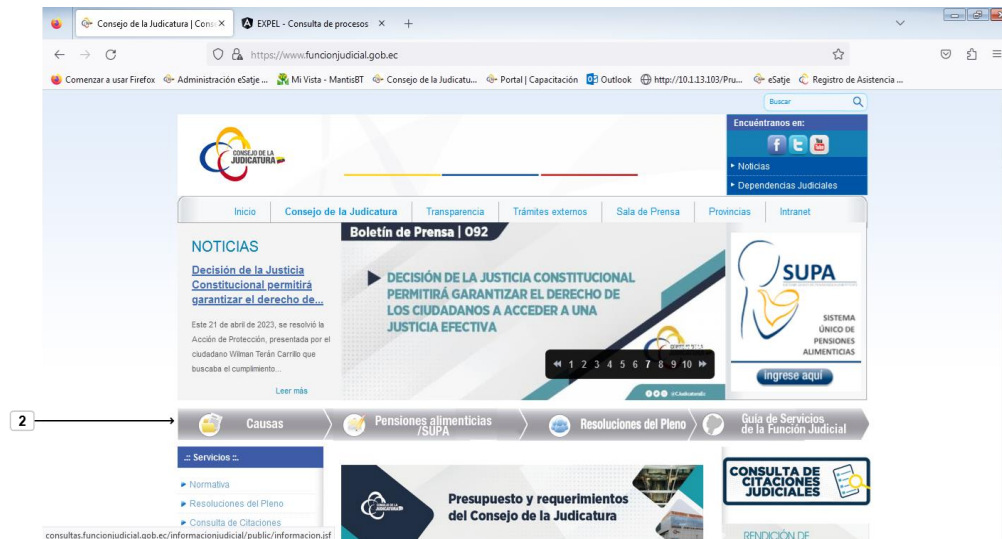 Consejo de la Judicatura | Cons
EXPEL - Consulta de procesos
https://www.funcionjudicial.gob.ec
Comenzar a usar Firefox
Administración eSatje ...
Mi Vista - MantisBT
Consejo de la Judicatu...
Portal | Capacitación
Outlook
http://10.1.13.103/Pru...
eSatje
Registro de Asistencia ...
Buscar
CONSEJO DE LA
JUDICATURA
Encuéntranos en:
You
Noticias
Dependencias Judiciales
Inicio
Consejo de la Judicatura
Transparencia
Trámites externos
Sala de Prensa
Provincias
Intranet
NOTICIAS
Decisión de la Justicia
Constitucional permitirá
garantizar el derecho de...
Este 21 de abril de 2023, se resolvió la
Acción de Protección, presentada por el
ciudadano Wilman Terán Carrillo que
buscaba el cumplimiento...
Leer más
Boletín de Prensa | 092
DECISIÓN DE LA JUSTICIA CONSTITUCIONAL
PERMITIRÁ GARANTIZAR EL DERECHO DE
LOS CIUDADANOS A ACCEDER A UNA
JUSTICIA EFECTIVA
1 2 3 4 5 6 7 8 9 10
SUPA
SISTEMA
ÚNICO DE
PENSIONES
ALIMENTICIAS
ingrese aquí
2
Causas
Pensiones alimenticias
/SUPA
Resoluciones del Pleno
Guía de Servicios
de la Función Judicial
.:: Servicios ::.
Normativa
Resoluciones del Pleno
Consulta de Citaciones
Presupuesto y requerimientos
del Consejo de la Judicatura
CONSULTA DE
CITACIONES
JUDICIALES
RENDICIÓN DE
consultas.funcionjudicial.gob.ec/informacionjudicial/public/informacion.jsf